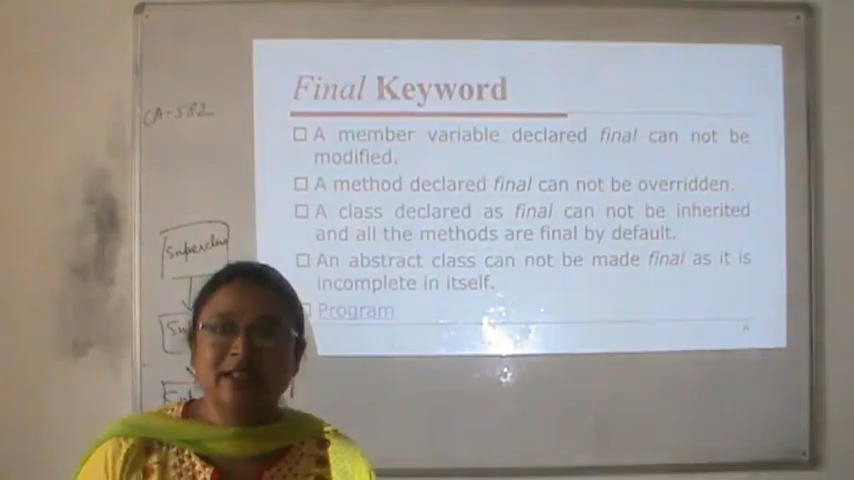 Final Keyword
CA-582
A member variable declared final can not be
modified.
A method declared final can not be overridden.
A class declared as final can not be inherited
and all the methods are final by default.
An abstract class can not be made final as it is
incomplete in itself.
Program